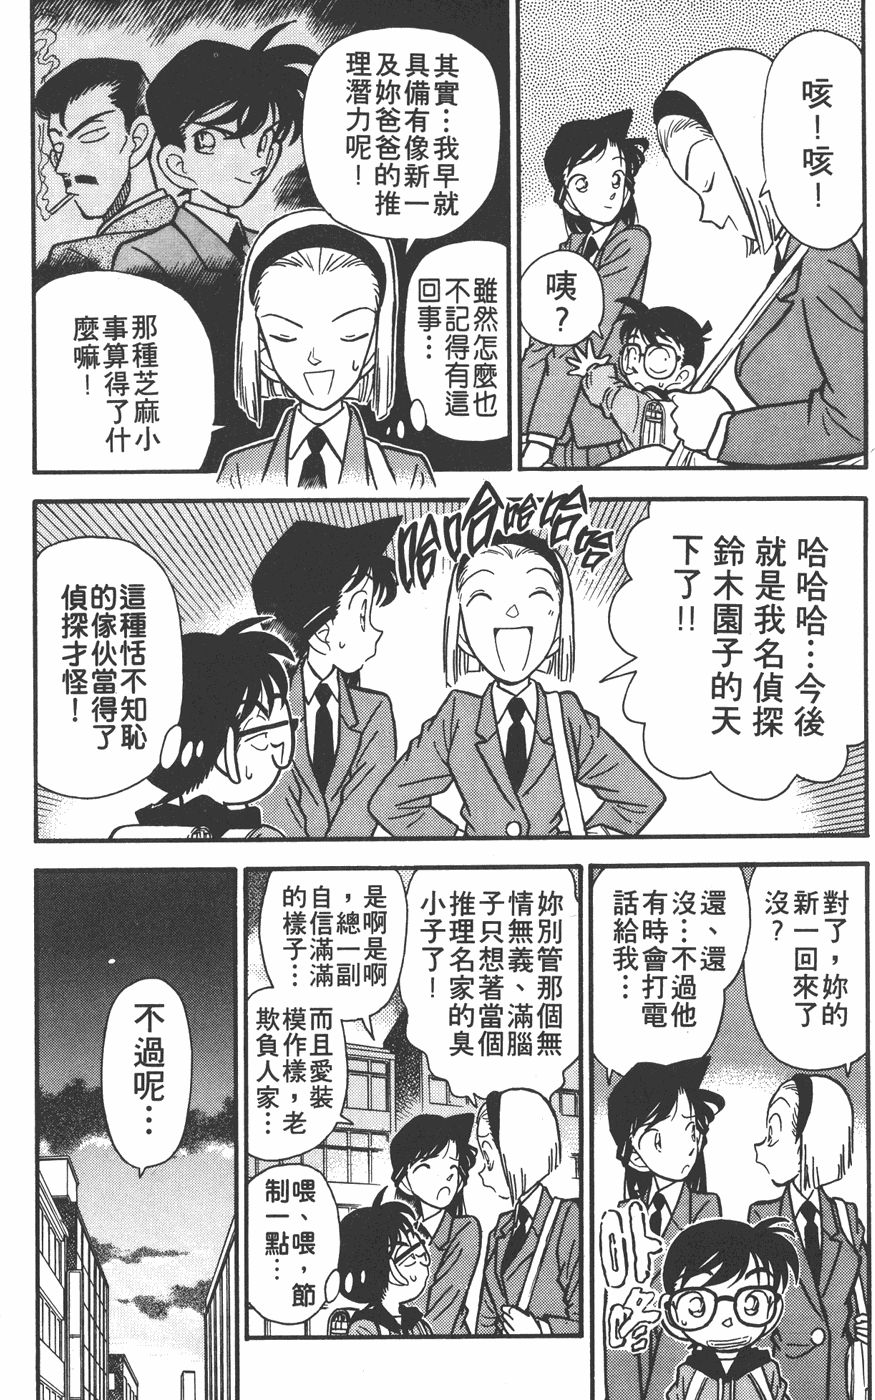 咳！咳！
咦？
其實…我早就
具備有像新一
及妳爸爸的推
理潛力呢！
雖然怎麼也
不記得有這
回事…
那種芝麻小
事算得了什
麼嘛！
哈哈哈…今後
就是我名偵探
鈴木園子的天
下了!!
哈哈哈哈哈
這種恬不知恥
的傢伙當得了
偵探才怪！
對了，妳的
新一回來了
沒？
還、還
沒…不過他
有時會打電
話給我…
咚
妳別管那個無
情無義、滿腦
子只想著當個
推理名家的臭
小子了！
是啊是啊
，總一副
自信滿滿
的樣子…
而且愛裝
模作樣，老
欺負人家…
喂、喂，節
制一點…
不過呢…